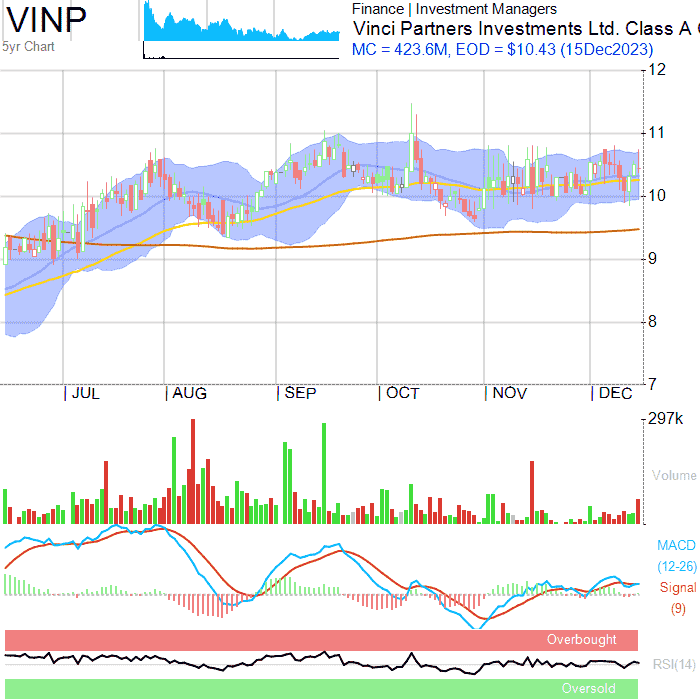 VINP
5yr Chart
Finance | Investment Managers
Vinci Partners Investments Ltd. Class A
MC = 423.6M, EOD = $10.43 (15Dec2023)
12
11
10
9
8
7
JUL AUG SEP OCT NOV DEC
297k
Volume
MACD
(12-26)
Signal
(9)
Overbought
RSI(14)
Oversold